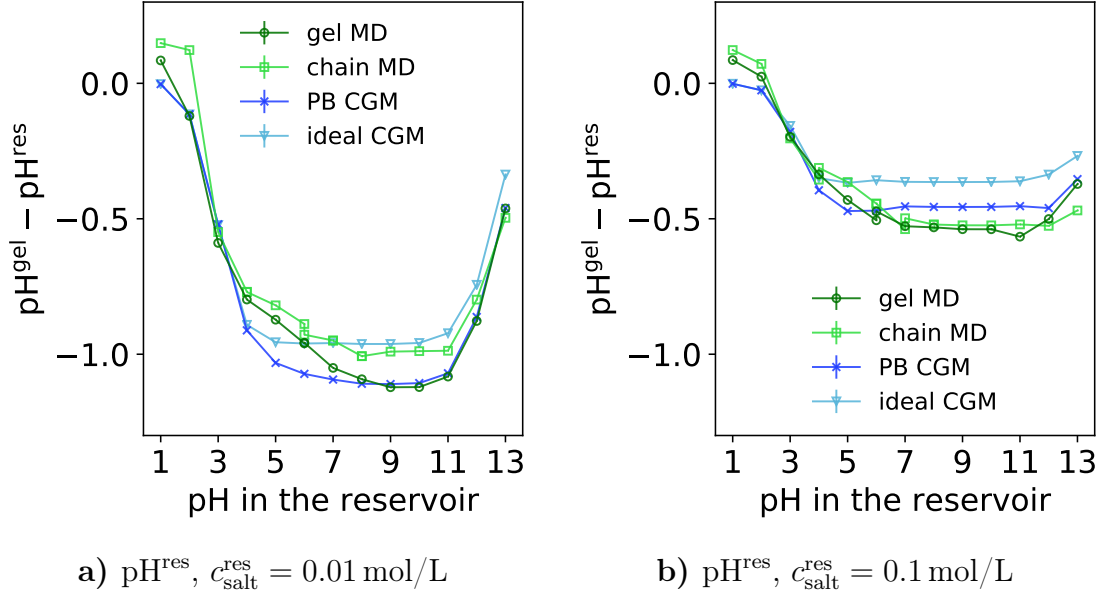 gel MD
chain MD
PB CGM
ideal CGM
0.0
−0.5
−1.0
pH^gel − pH^res
1 3 5 7 9 11 13
pH in the reservoir
a) pH^res, c_salt^res = 0.01 mol/L
0.0
−0.5
−1.0
pH^gel − pH^res
gel MD
chain MD
PB CGM
ideal CGM
1 3 5 7 9 11 13
pH in the reservoir
b) pH^res, c_salt^res = 0.1 mol/L